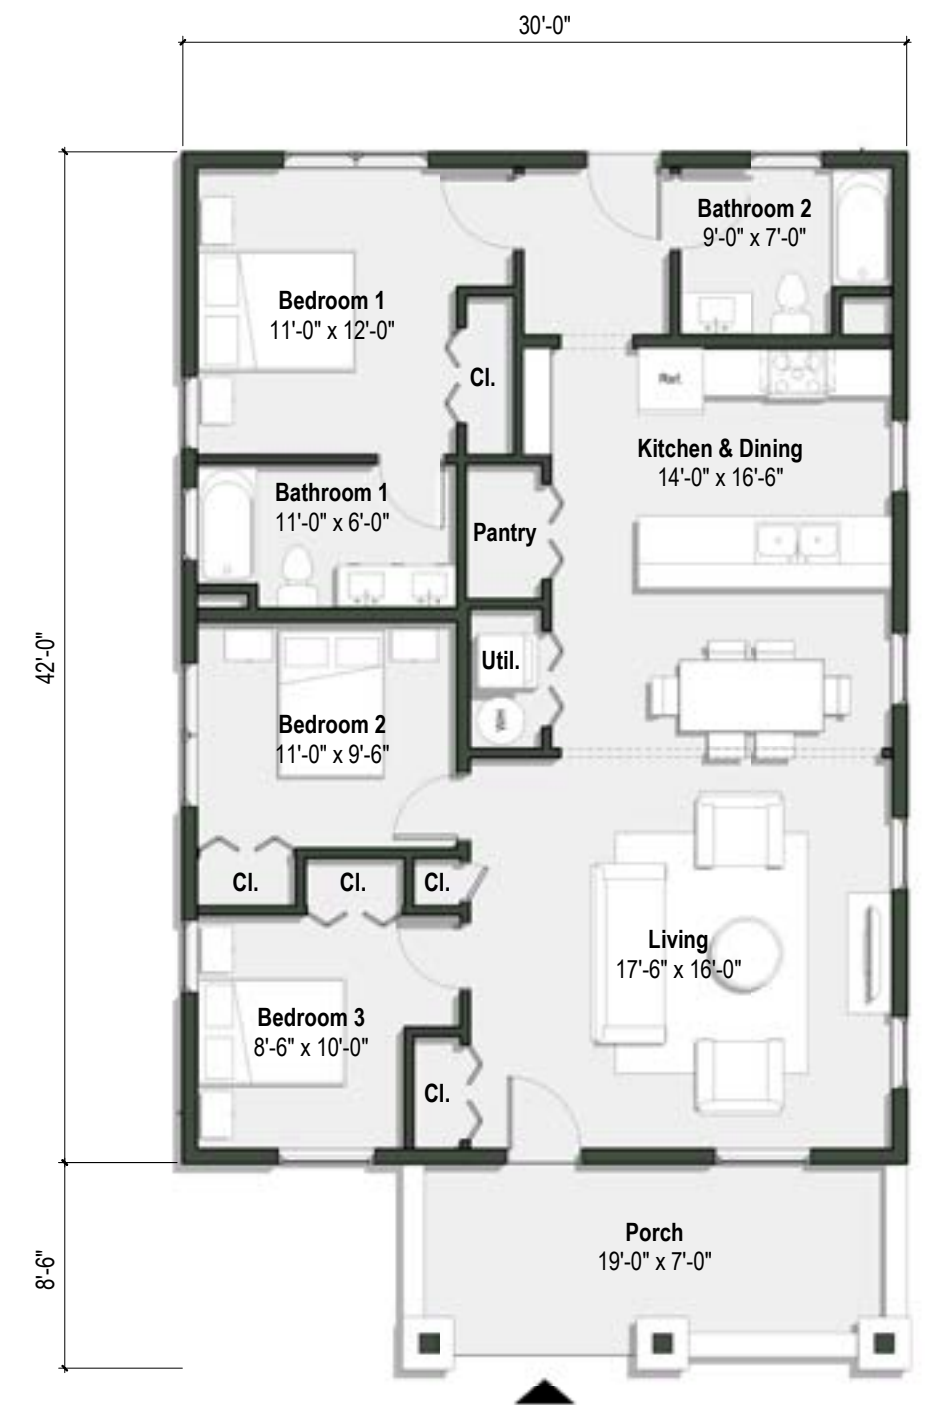 30'-0"
Bathroom 2
9'-0" x 7'-0"
Bedroom 1
11'-0" x 12'-0"
Cl.
Ref.
Kitchen & Dining
14'-0" x 16'-6"
Bathroom 1
11'-0" x 6'-0"
Pantry
42'-0"
Util.
WH
Bedroom 2
11'-0" x 9'-6"
Cl.
Cl.
Cl.
Living
17'-6" x 16'-0"
Bedroom 3
8'-6" x 10'-0"
Cl.
Porch
19'-0" x 7'-0"
8'-6"